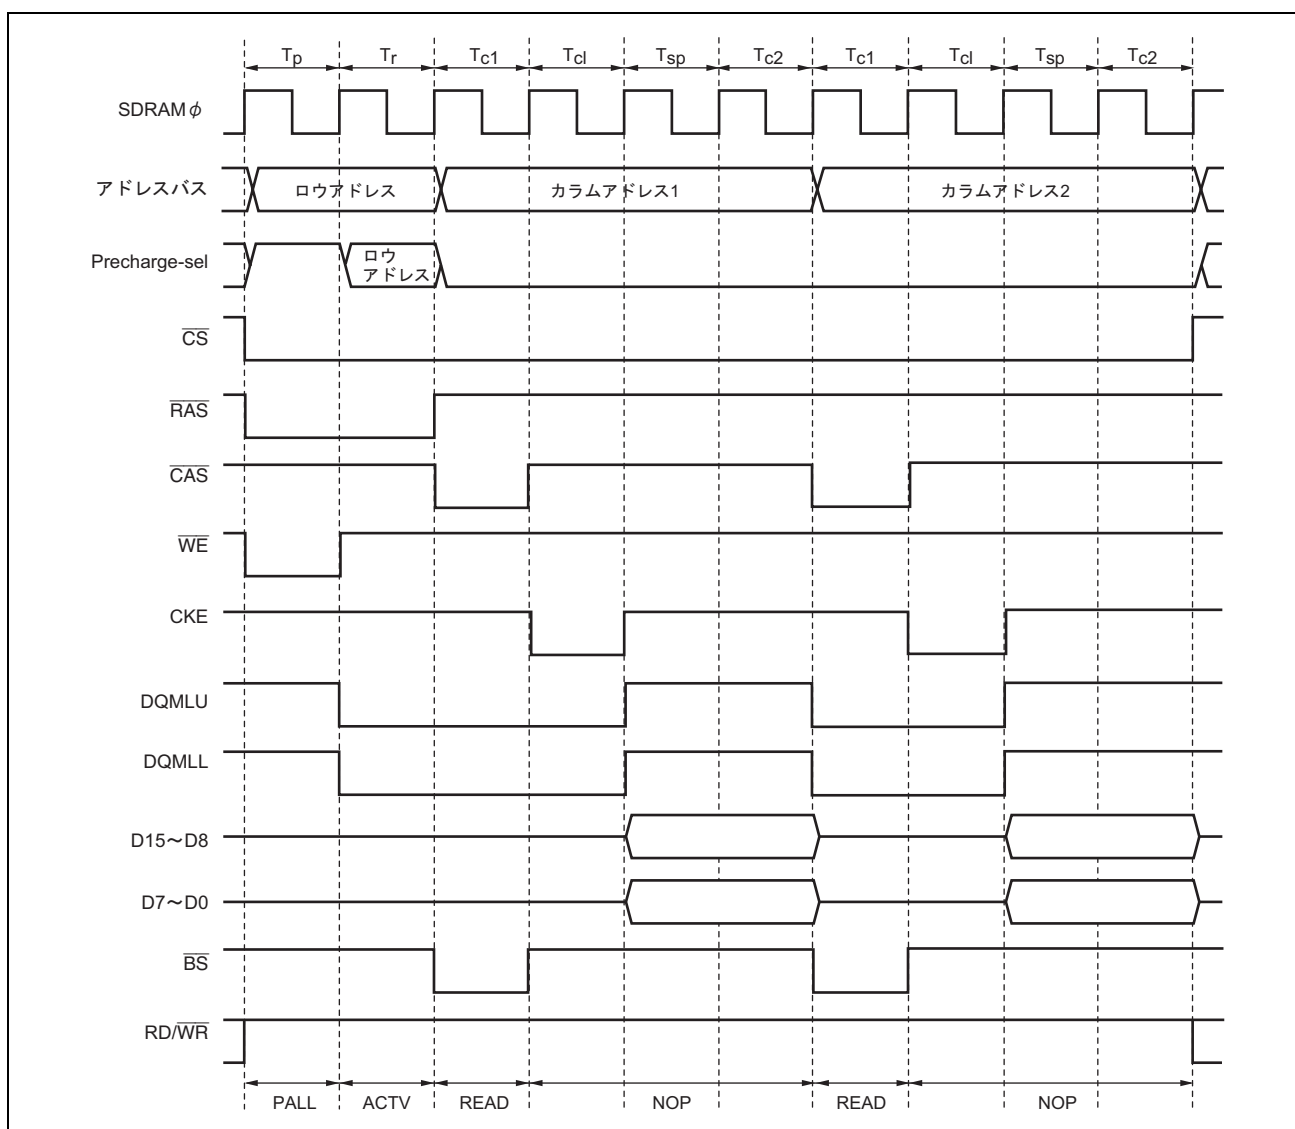 Tp Tr Tc1 Tcl Tsp Tc2 Tc1 Tcl Tsp Tc2
SDRAMφ
アドレスバス ロウアドレス カラムアドレス1 カラムアドレス2
Precharge-sel ロウ
アドレス
CS
RAS
CAS
WE
CKE
DQMLU
DQMLL
D15〜D8
D7〜D0
BS
RD/WR
PALL ACTV READ NOP READ NOP